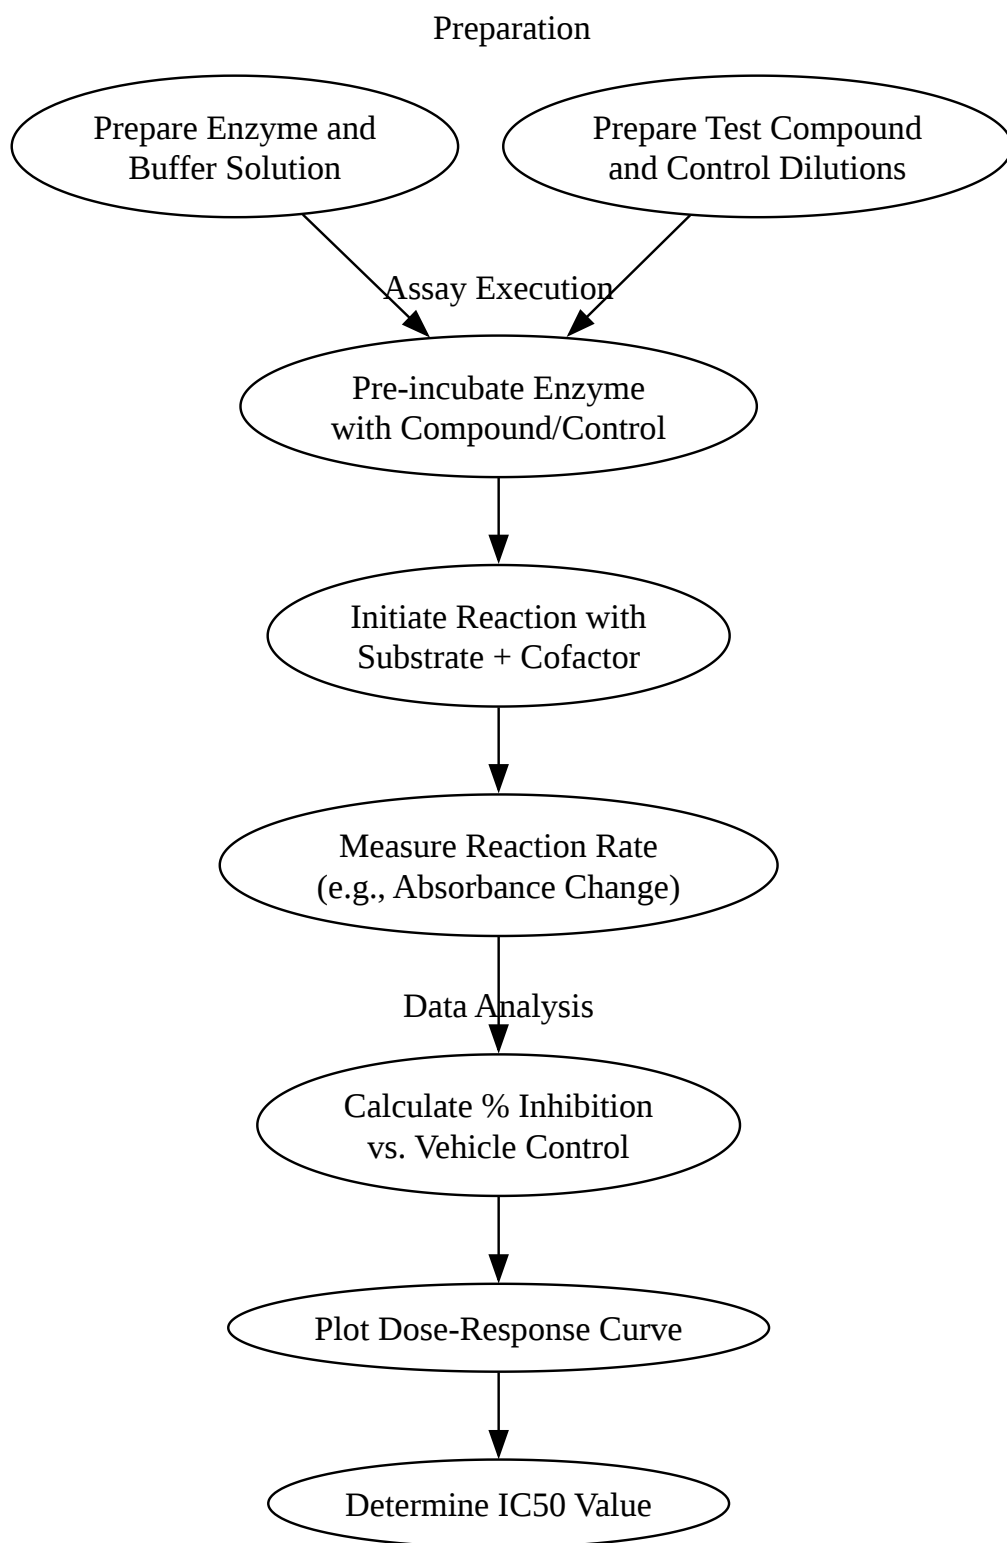 Preparation
Prepare Enzyme and
Buffer Solution
Prepare Test Compound
and Control Dilutions
Assay Execution
Pre-incubate Enzyme
with Compound/Control
Initiate Reaction with
Substrate + Cofactor
Measure Reaction Rate
(e.g., Absorbance Change)
Data Analysis
Calculate % Inhibition
vs. Vehicle Control
Plot Dose-Response Curve
Determine IC50 Value